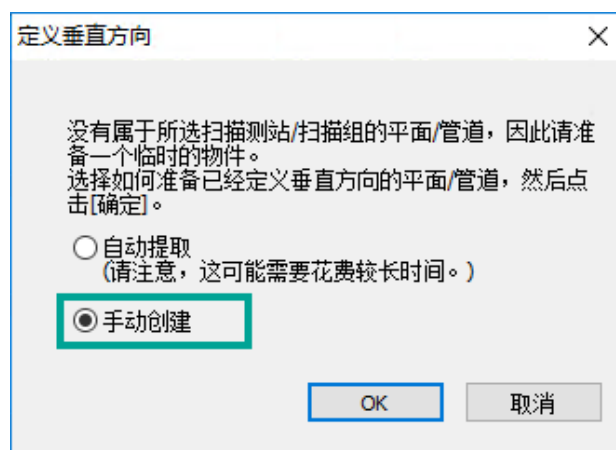 定义垂直方向
没有属于所选扫描测站/扫描组的平面/管道，因此请准
备一个临时的物件。
选择如何准备已经定义垂直方向的平面/管道，然后点
击[确定]。
自动提取
(请注意，这可能需要花费较长时间。)
手动创建
OK
取消